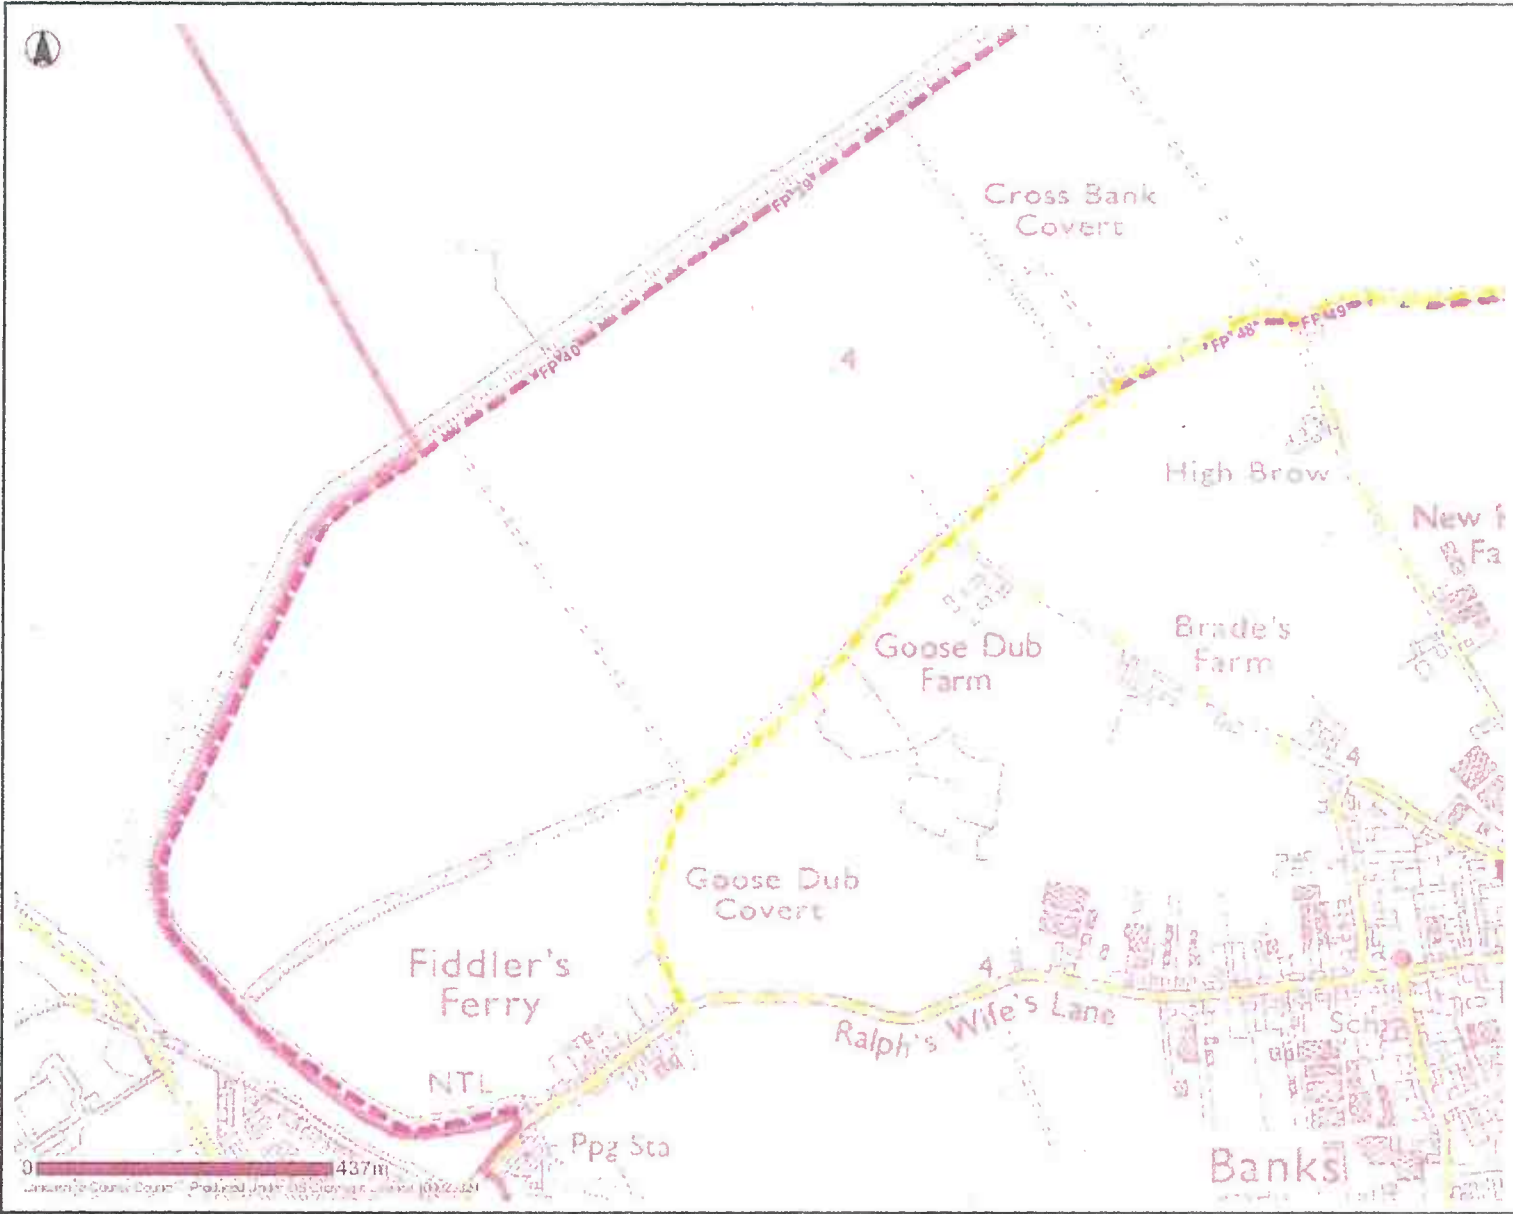 FP 39
Cross Bank
Covert
FP 40
4
FP 48
FP 49
High Brow
New
Fa
Goose Dub
Farm
Brade's
Farm
4
Goose Dub
Covert
Fiddler's
Ferry
4
Ralph's Wife's Lane
Sch
NTL
Ppg Sta
Banks
0
437m